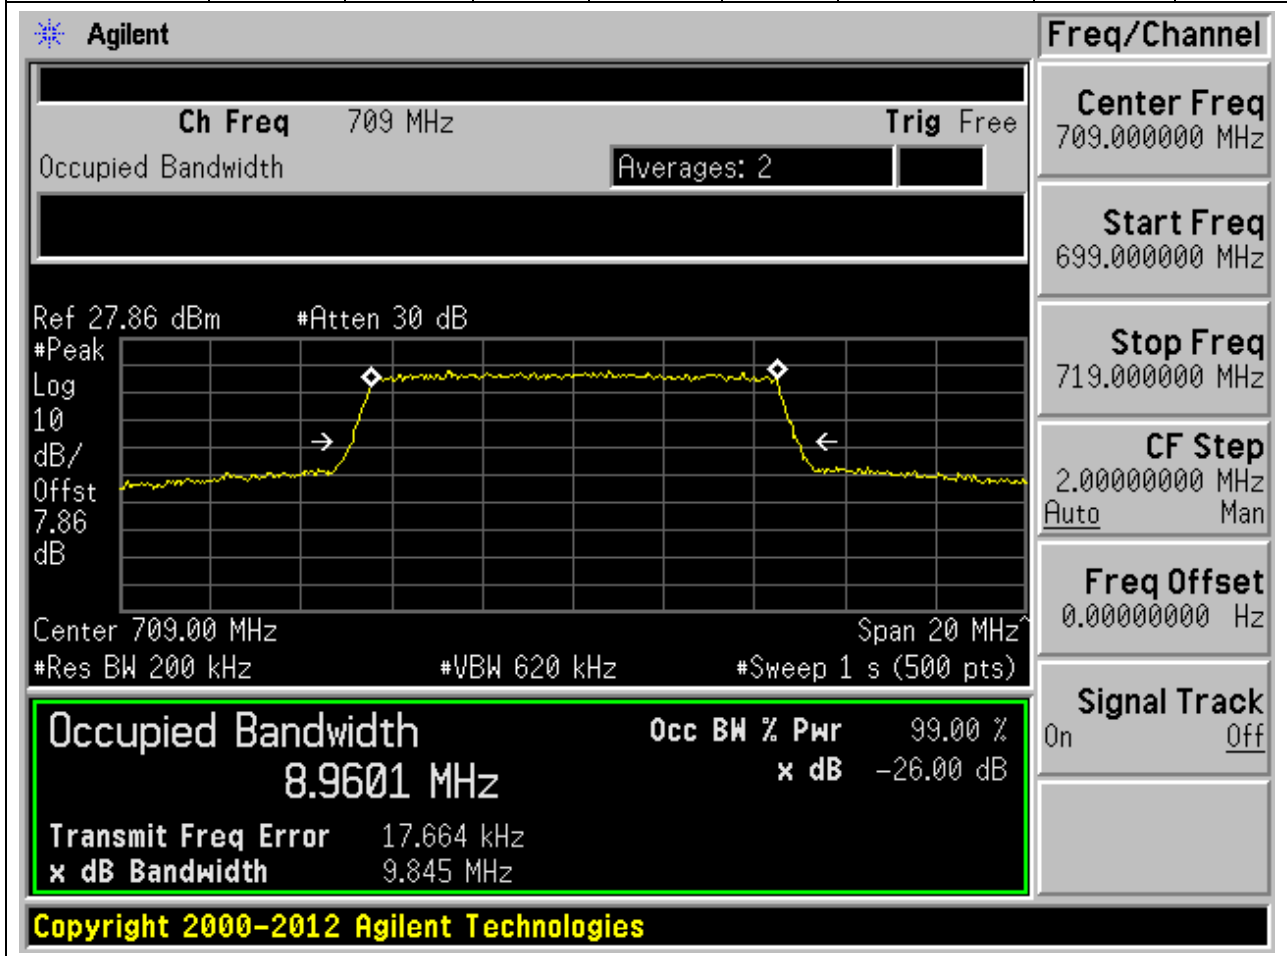 Agilent
Freq/Channel
Ch Freq 709 MHz Trig Free
Occupied Bandwidth Averages: 2
Center Freq
709.000000 MHz
Start Freq
699.000000 MHz
Stop Freq
719.000000 MHz
CF Step
2.00000000 MHz
Auto Man
Freq Offset
0.00000000 Hz
Signal Track
On Off
Ref 27.86 dBm #Atten 30 dB
#Peak
Log
10
dB/
Offst
7.86
dB
Center 709.00 MHz Span 20 MHz^
#Res BW 200 kHz #VBW 620 kHz #Sweep 1 s (500 pts)
Occupied Bandwidth Occ BW % Pwr 99.00 %
8.9601 MHz x dB -26.00 dB
Transmit Freq Error 17.664 kHz
x dB Bandwidth 9.845 MHz
Copyright 2000-2012 Agilent Technologies